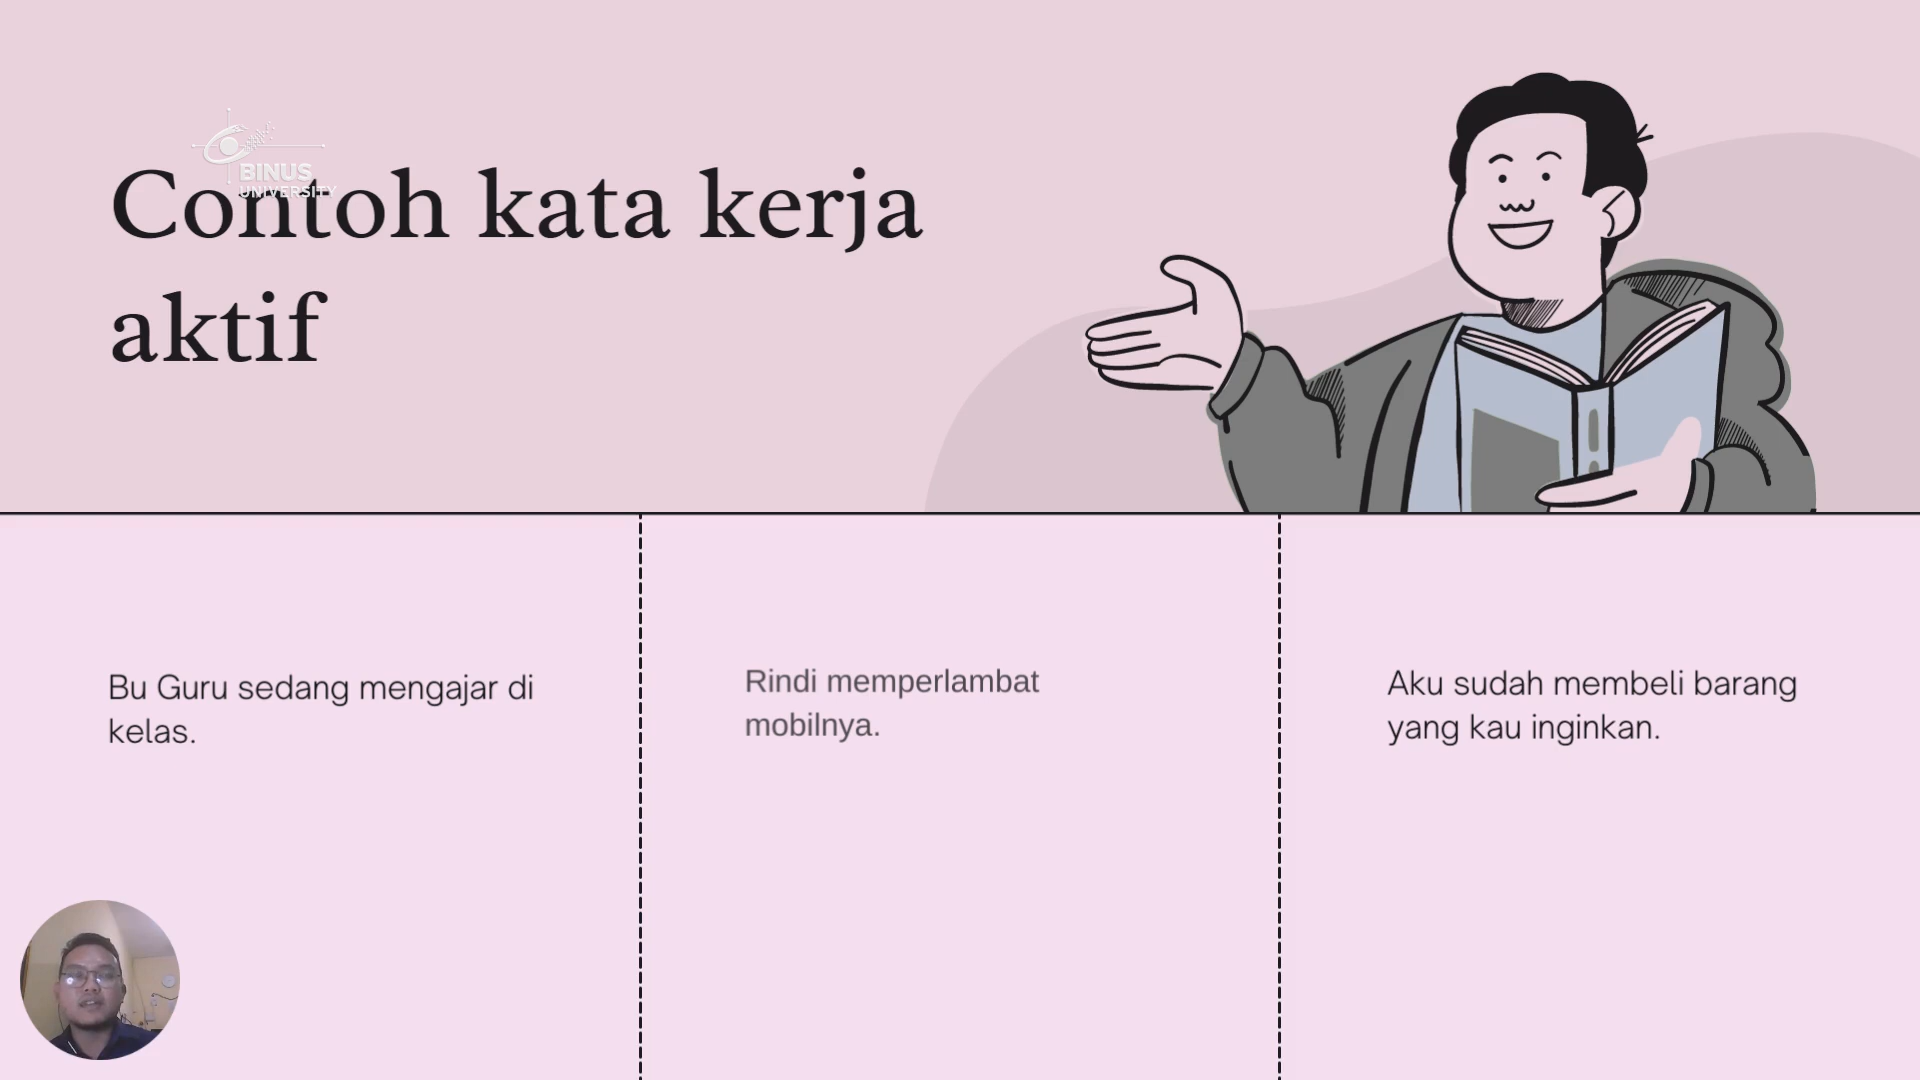 BINUS
UNIVERSITY
Contoh kata kerja
aktif
Bu Guru sedang mengajar di
kelas.
Rindi memperlambat
mobilnya.
Aku sudah membeli barang
yang kau inginkan.